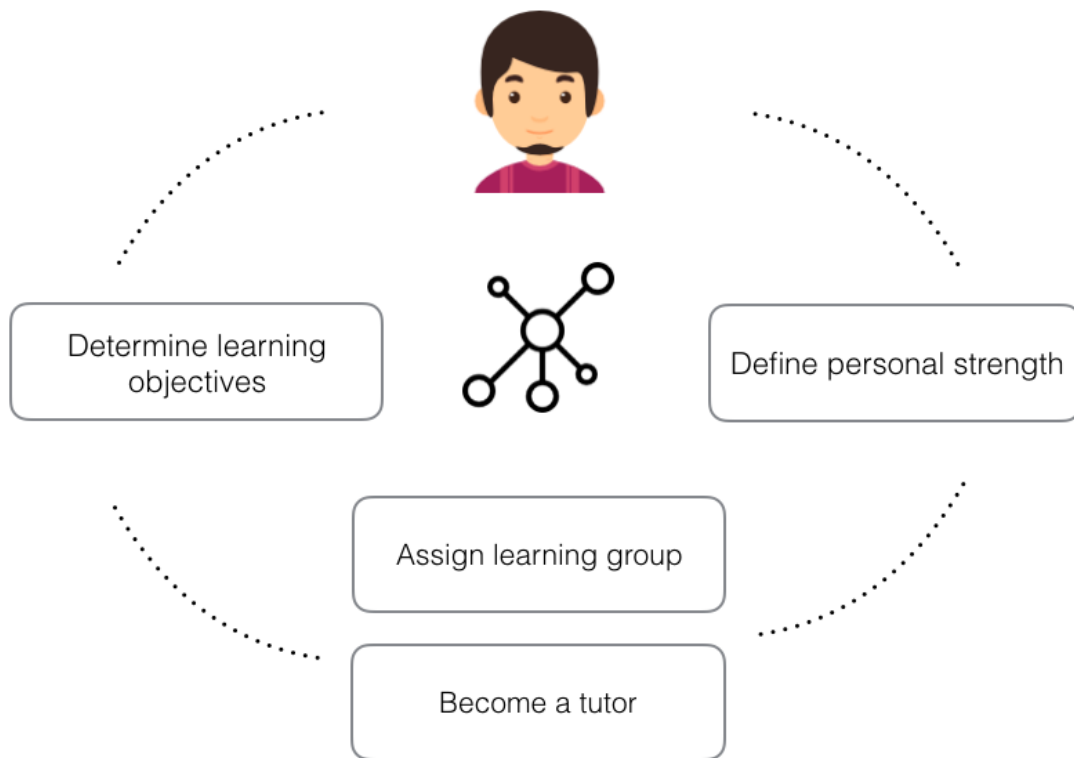 Determine learning
objectives
Define personal strength
Assign learning group
Become a tutor